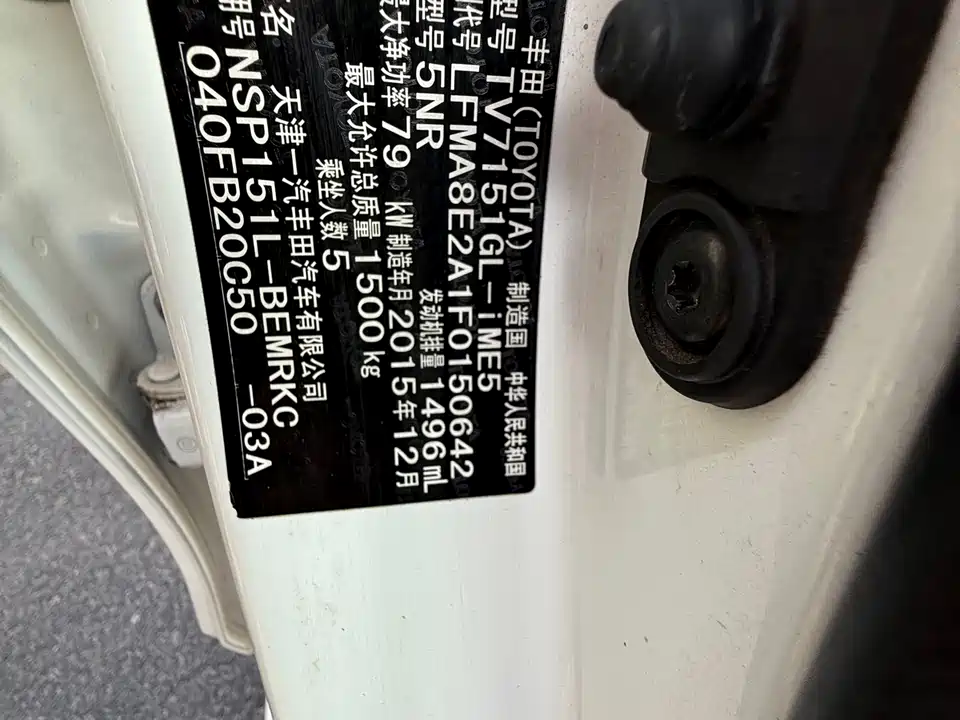 丰田(TOYOTA) 制造国 中华人民共和国
型号 TV7151GL-iME5
代号 LFMA8E2A1F0150642
型号 5NR 发动机排量 1496mL
最大净功率 79 kW 制造年月 2015年12月
最大允许总质量 1500 kg
乘坐人数 5
名 天津一汽丰田汽车有限公司
号 NSP151L-BEMRKC
040FB20C50 -03A